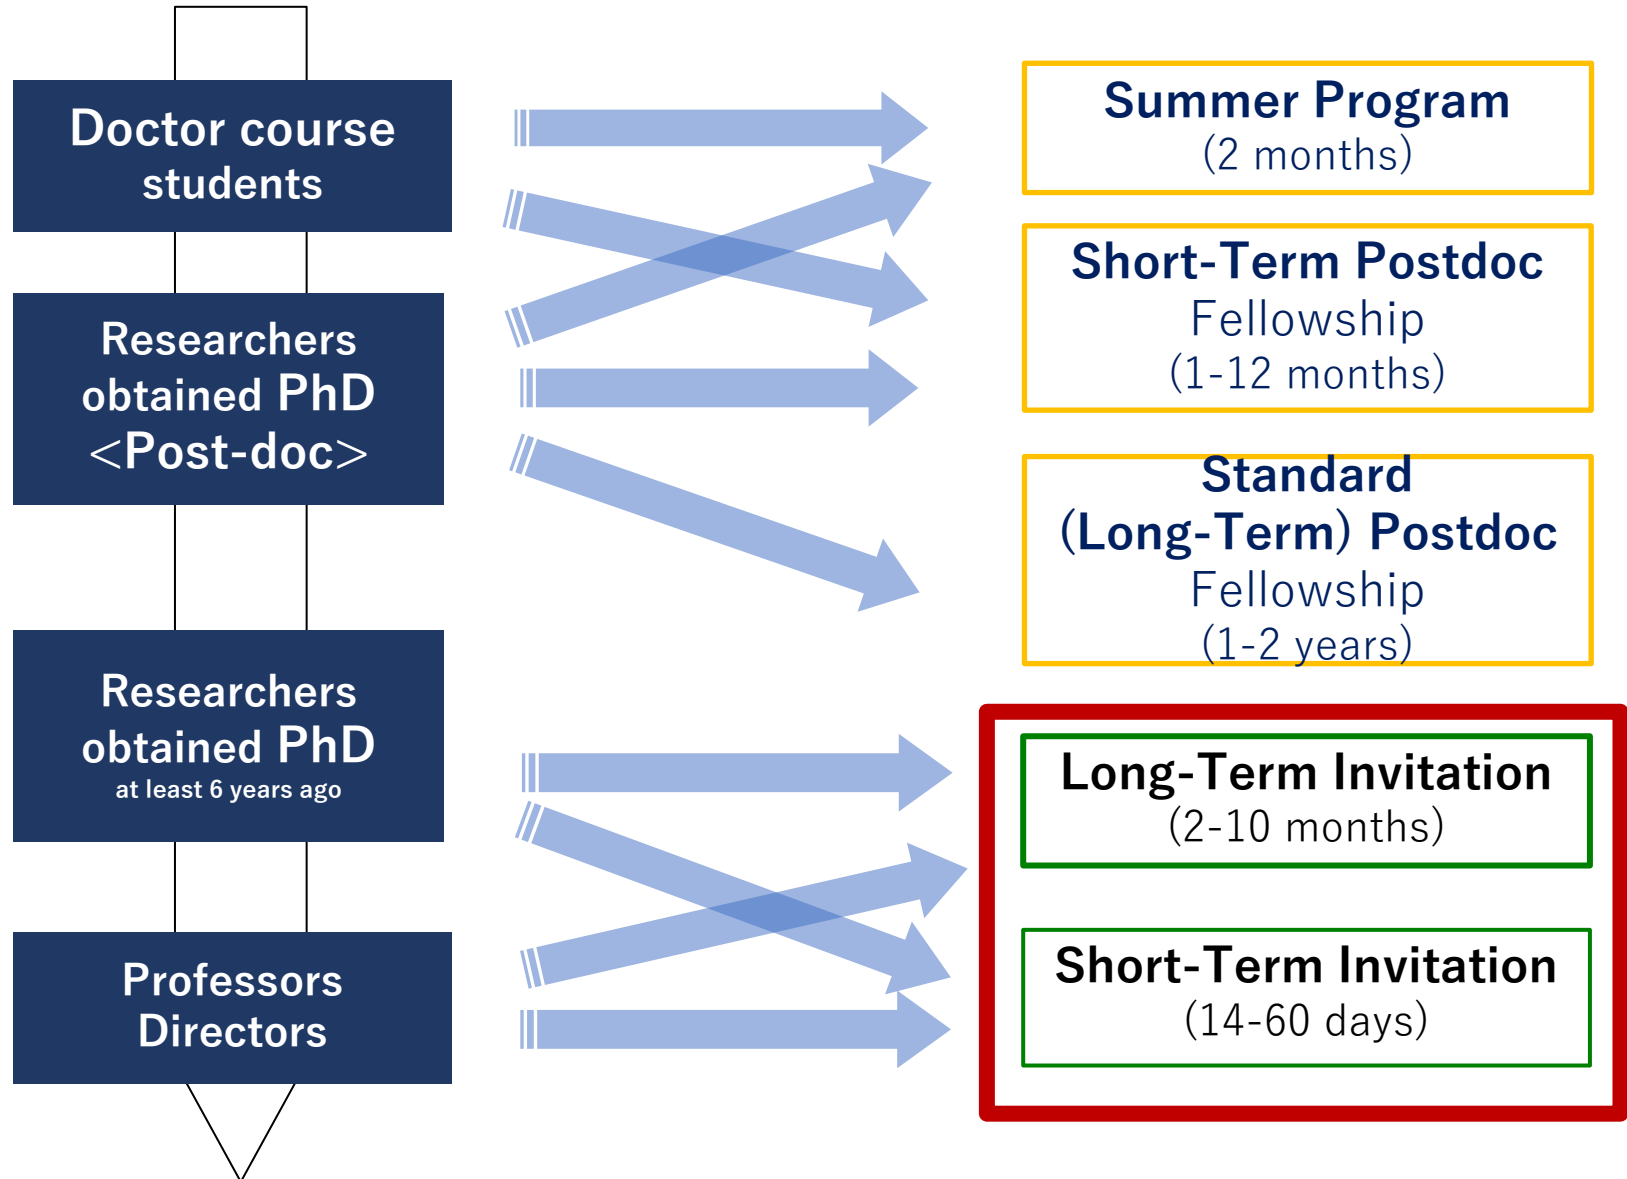 Doctor course
students
Researchers
obtained PhD
<Post-doc>
Researchers
obtained PhD
at least 6 years ago
Professors
Directors
Summer Program
(2 months)
Short-Term Postdoc
Fellowship
(1-12 months)
Standard
(Long-Term) Postdoc
Fellowship
(1-2 years)
Long-Term Invitation
(2-10 months)
Short-Term Invitation
(14-60 days)